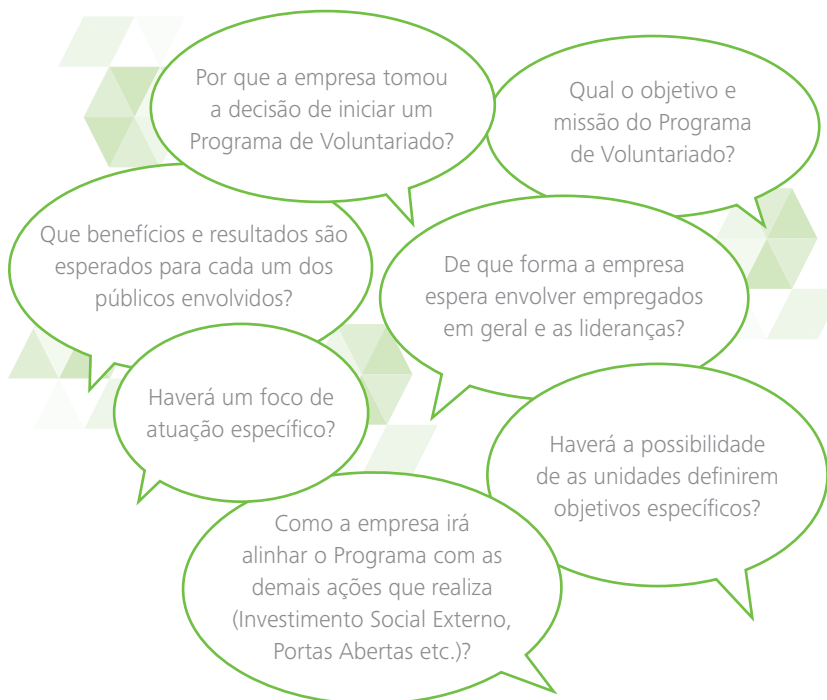 Por que a empresa tomou
a decisão de iniciar um
Programa de Voluntariado?
Qual o objetivo e
missão do Programa
de Voluntariado?
Que benefícios e resultados são
esperados para cada um dos
públicos envolvidos?
De que forma a empresa
espera envolver empregados
em geral e as lideranças?
Haverá um foco de
atuação específico?
Haverá a possibilidade
de as unidades definirem
objetivos específicos?
Como a empresa irá
alinhar o Programa com as
demais ações que realiza
(Investimento Social Externo,
Portas Abertas etc.)?